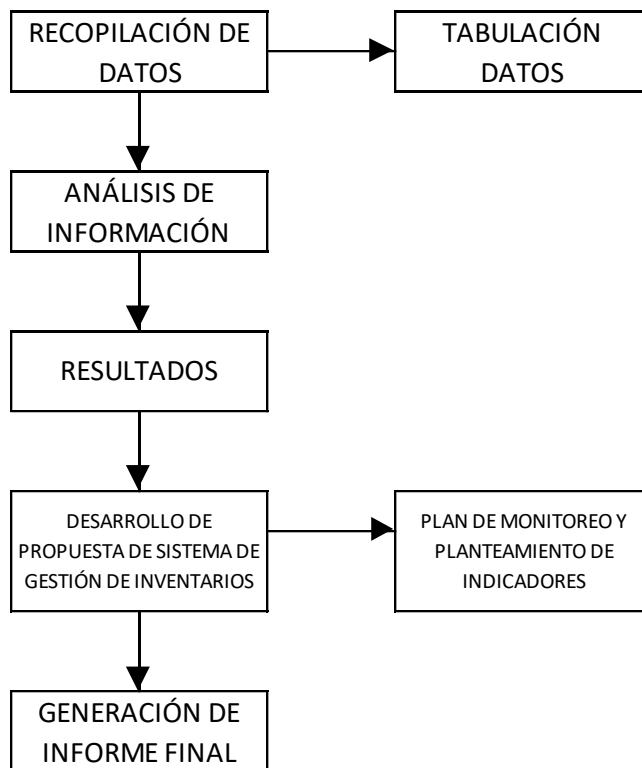 RECOPILACIÓN DE
DATOS
TABULACIÓN
DATOS
ANÁLISIS DE
INFORMACIÓN
RESULTADOS
DESARROLLO DE
PROPUESTA DE SISTEMA DE
GESTIÓN DE INVENTARIOS
PLAN DE MONITOREO Y
PLANTEAMIENTO DE
INDICADORES
GENERACIÓN DE
INFORME FINAL